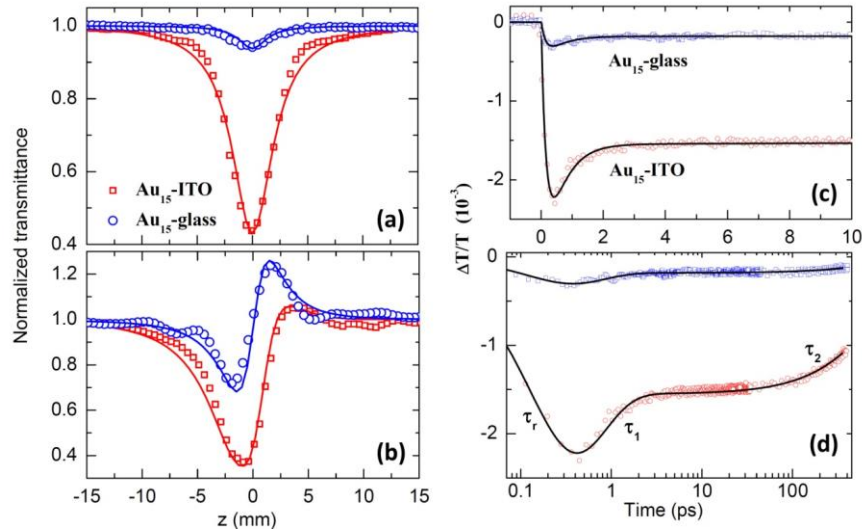 1.0
0.8
0.6
0.4
Au15-ITO
Au15-glass
(a)
1.2
1.0
0.8
0.6
0.4
(b)
-15 -10 -5 0 5 10 15
z (mm)
Normalized transmittance
0
-1
-2
Au15-glass
Au15-ITO
(c)
0 2 4 6 8 10
ΔT/T (10-3)
0
-1
-2
τr
τ1
τ2
(d)
0.1 1 10 100
Time (ps)